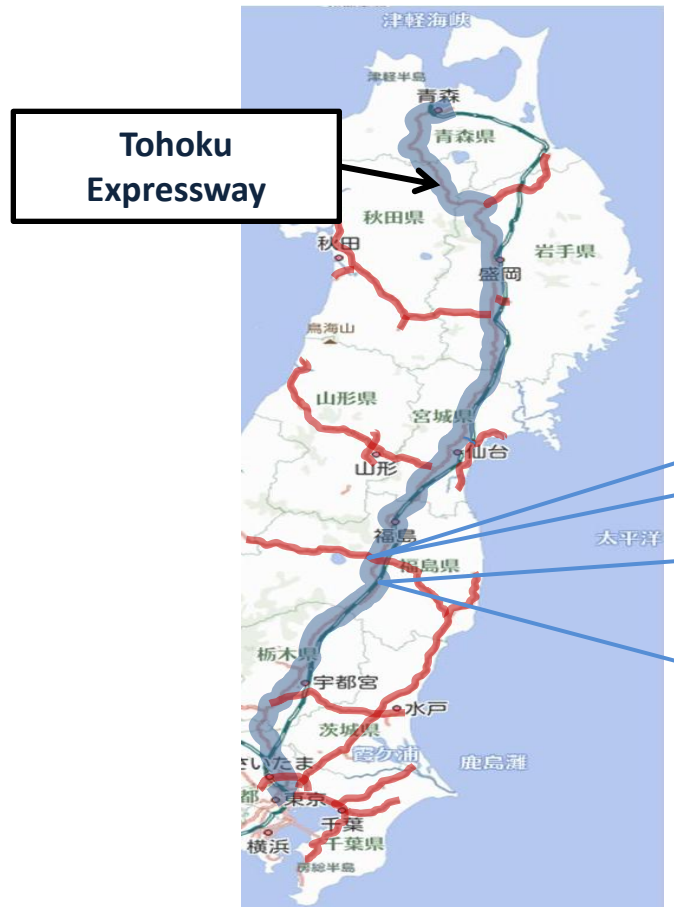 津軽海峡
津軽半島
青森
青森県
Tohoku
Expressway
秋田県
秋田
岩手県
盛岡
鳥海山
山形県
宮城県
仙台
山形
福島
太平洋
福島県
栃木県
宇都宮
水戸
茨城県
霞ケ浦
鹿島灘
さいたま
都
東京
千葉
横浜
千葉県
房総半島